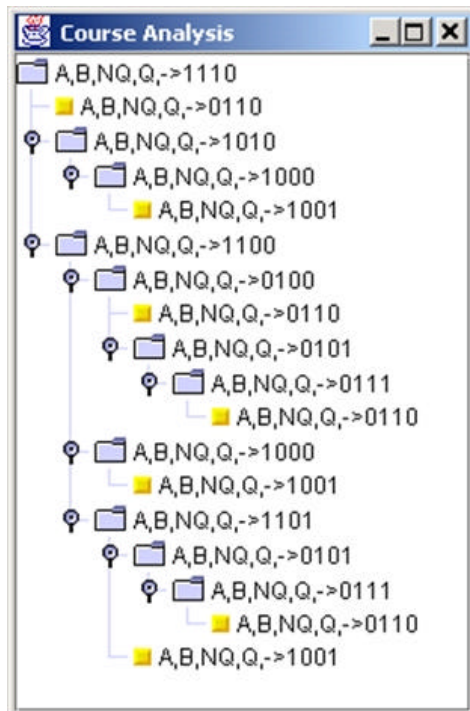 Course Analysis
A,B,NQ,Q,->1110
A,B,NQ,Q,->0110
A,B,NQ,Q,->1010
A,B,NQ,Q,->1000
A,B,NQ,Q,->1001
A,B,NQ,Q,->1100
A,B,NQ,Q,->0100
A,B,NQ,Q,->0110
A,B,NQ,Q,->0101
A,B,NQ,Q,->0111
A,B,NQ,Q,->0110
A,B,NQ,Q,->1000
A,B,NQ,Q,->1001
A,B,NQ,Q,->1101
A,B,NQ,Q,->0101
A,B,NQ,Q,->0111
A,B,NQ,Q,->0110
A,B,NQ,Q,->1001